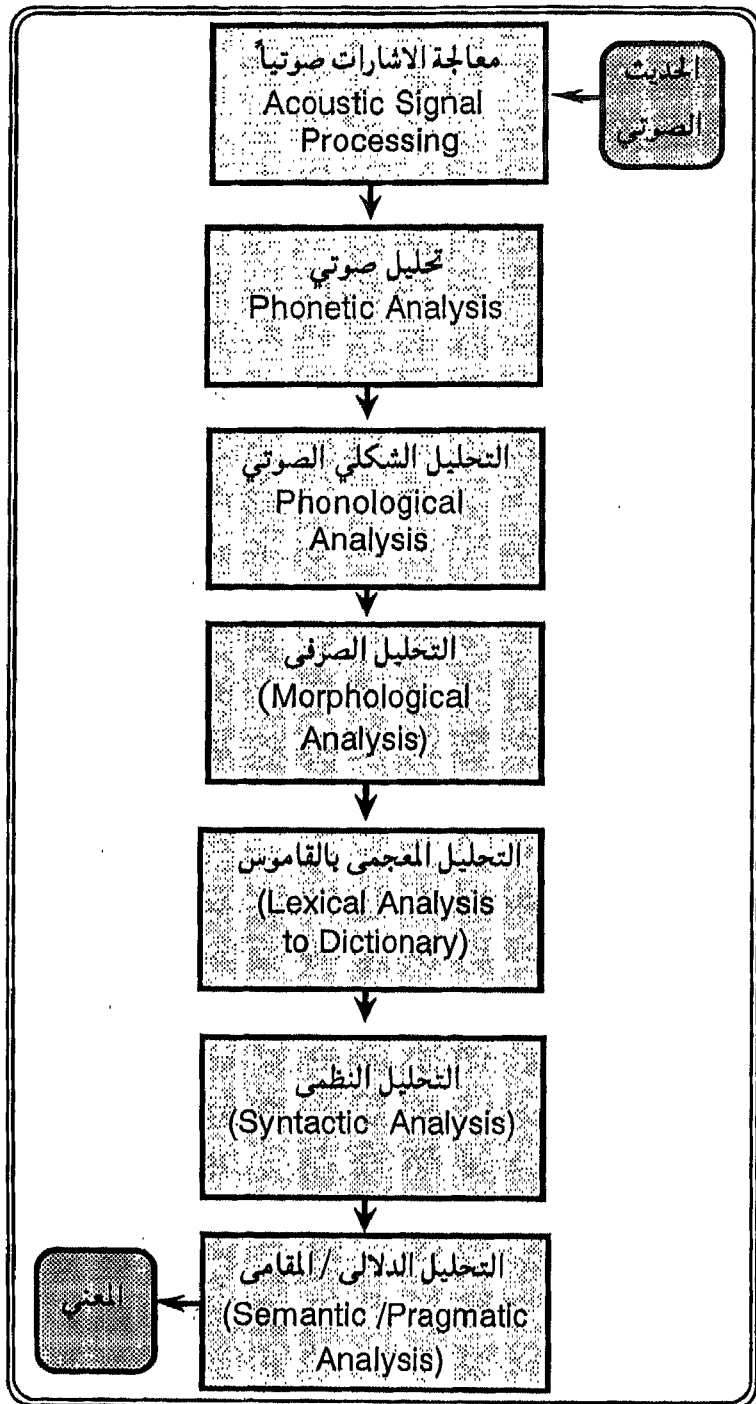 الحديث
الصوتي
معالجة الاشارات صوتياً
Acoustic Signal
Processing
تحليل صوتي
Phonetic Analysis
التحليل الشكلي الصوتي
Phonological
Analysis
التحليل الصرفى
(Morphological
Analysis)
التحليل المعجمى بالقاموس
(Lexical Analysis
to Dictionary)
التحليل النظمى
(Syntactic Analysis)
التحليل الدلالى / المقامى
(Semantic /Pragmatic
Analysis)
المعني